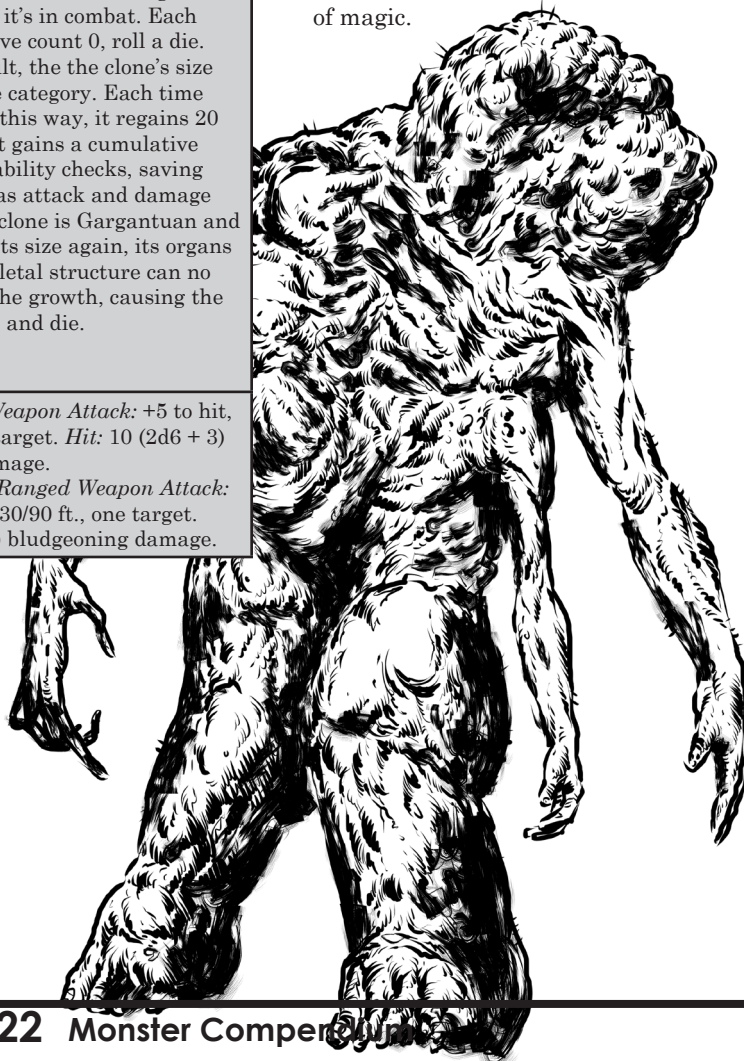 it's in combat. Each
ve count 0, roll a die.
lt, the the clone's size
e category. Each time
this way, it regains 20
t gains a cumulative
ability checks, saving
as attack and damage
clone is Gargantuan and
ts size again, its organs
letal structure can no
he growth, causing the
and die.
Weapon Attack: +5 to hit,
target. Hit: 10 (2d6 + 3)
mage.
Ranged Weapon Attack:
30/90 ft., one target.
bludgeoning damage.
of magic.
22 Monster Compendium